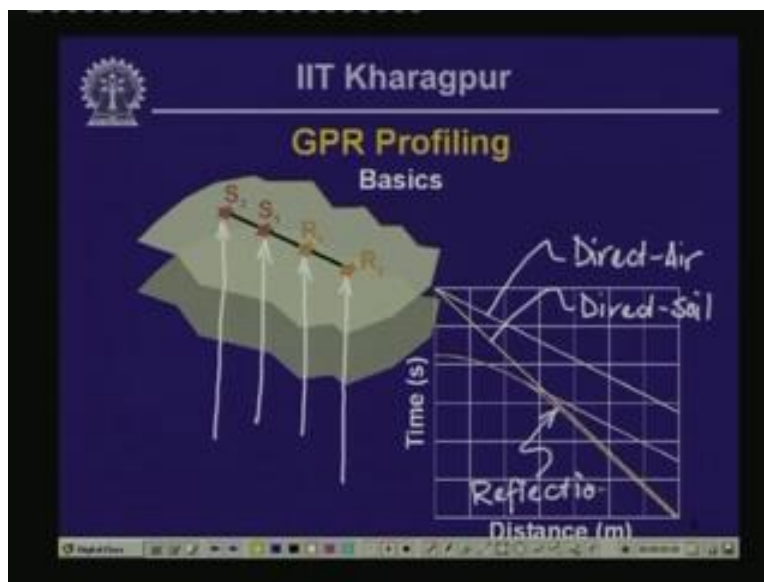 IIT Kharagpur
GPR Profiling
Basics
S₂ S₁ R₁ R₂
Direct-Air
Direct-Soil
Time (s)
Reflectio
Distance (m)